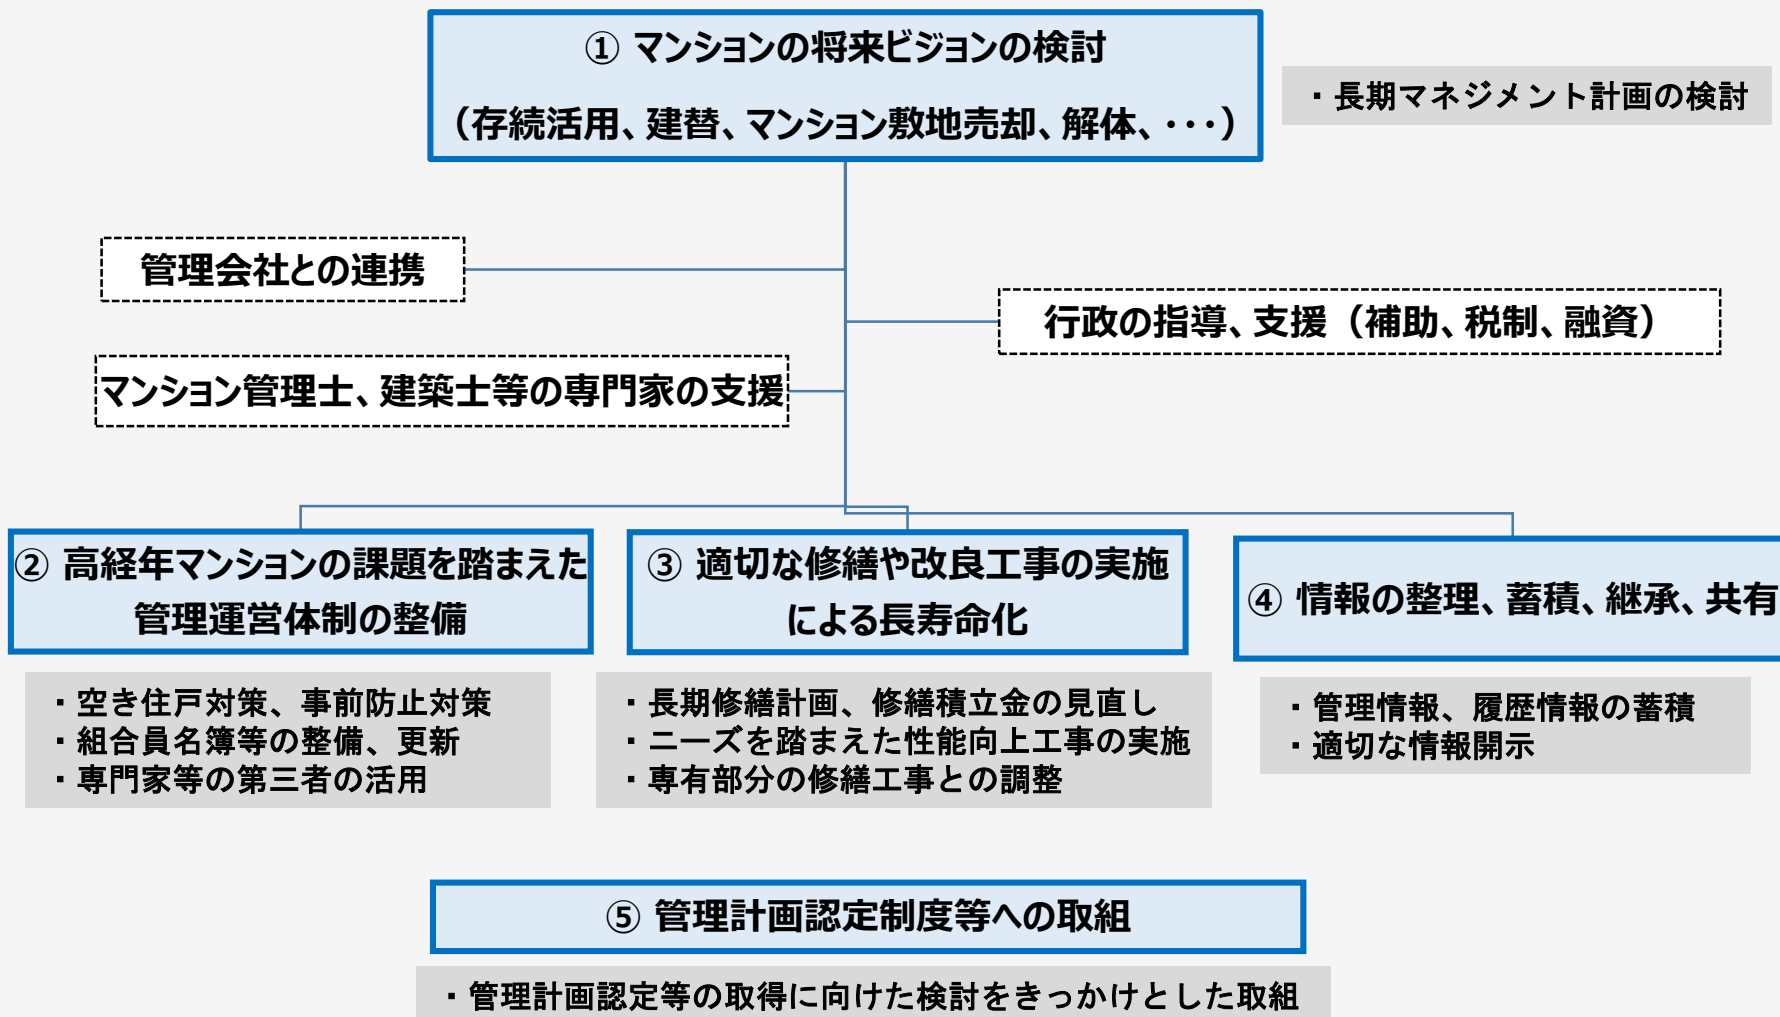 ① マンションの将来ビジョンの検討
（存続活用、建替、マンション敷地売却、解体、・・・）
・長期マネジメント計画の検討
管理会社との連携
行政の指導、支援（補助、税制、融資）
マンション管理士、建築士等の専門家の支援
② 高経年マンションの課題を踏まえた
管理運営体制の整備
・空き住戸対策、事前防止対策
・組合員名簿等の整備、更新
・専門家等の第三者の活用
③ 適切な修繕や改良工事の実施
による長寿命化
・長期修繕計画、修繕積立金の見直し
・ニーズを踏まえた性能向上工事の実施
・専有部分の修繕工事との調整
④ 情報の整理、蓄積、継承、共有
・管理情報、履歴情報の蓄積
・適切な情報開示
⑤ 管理計画認定制度等への取組
・管理計画認定等の取得に向けた検討をきっかけとした取組